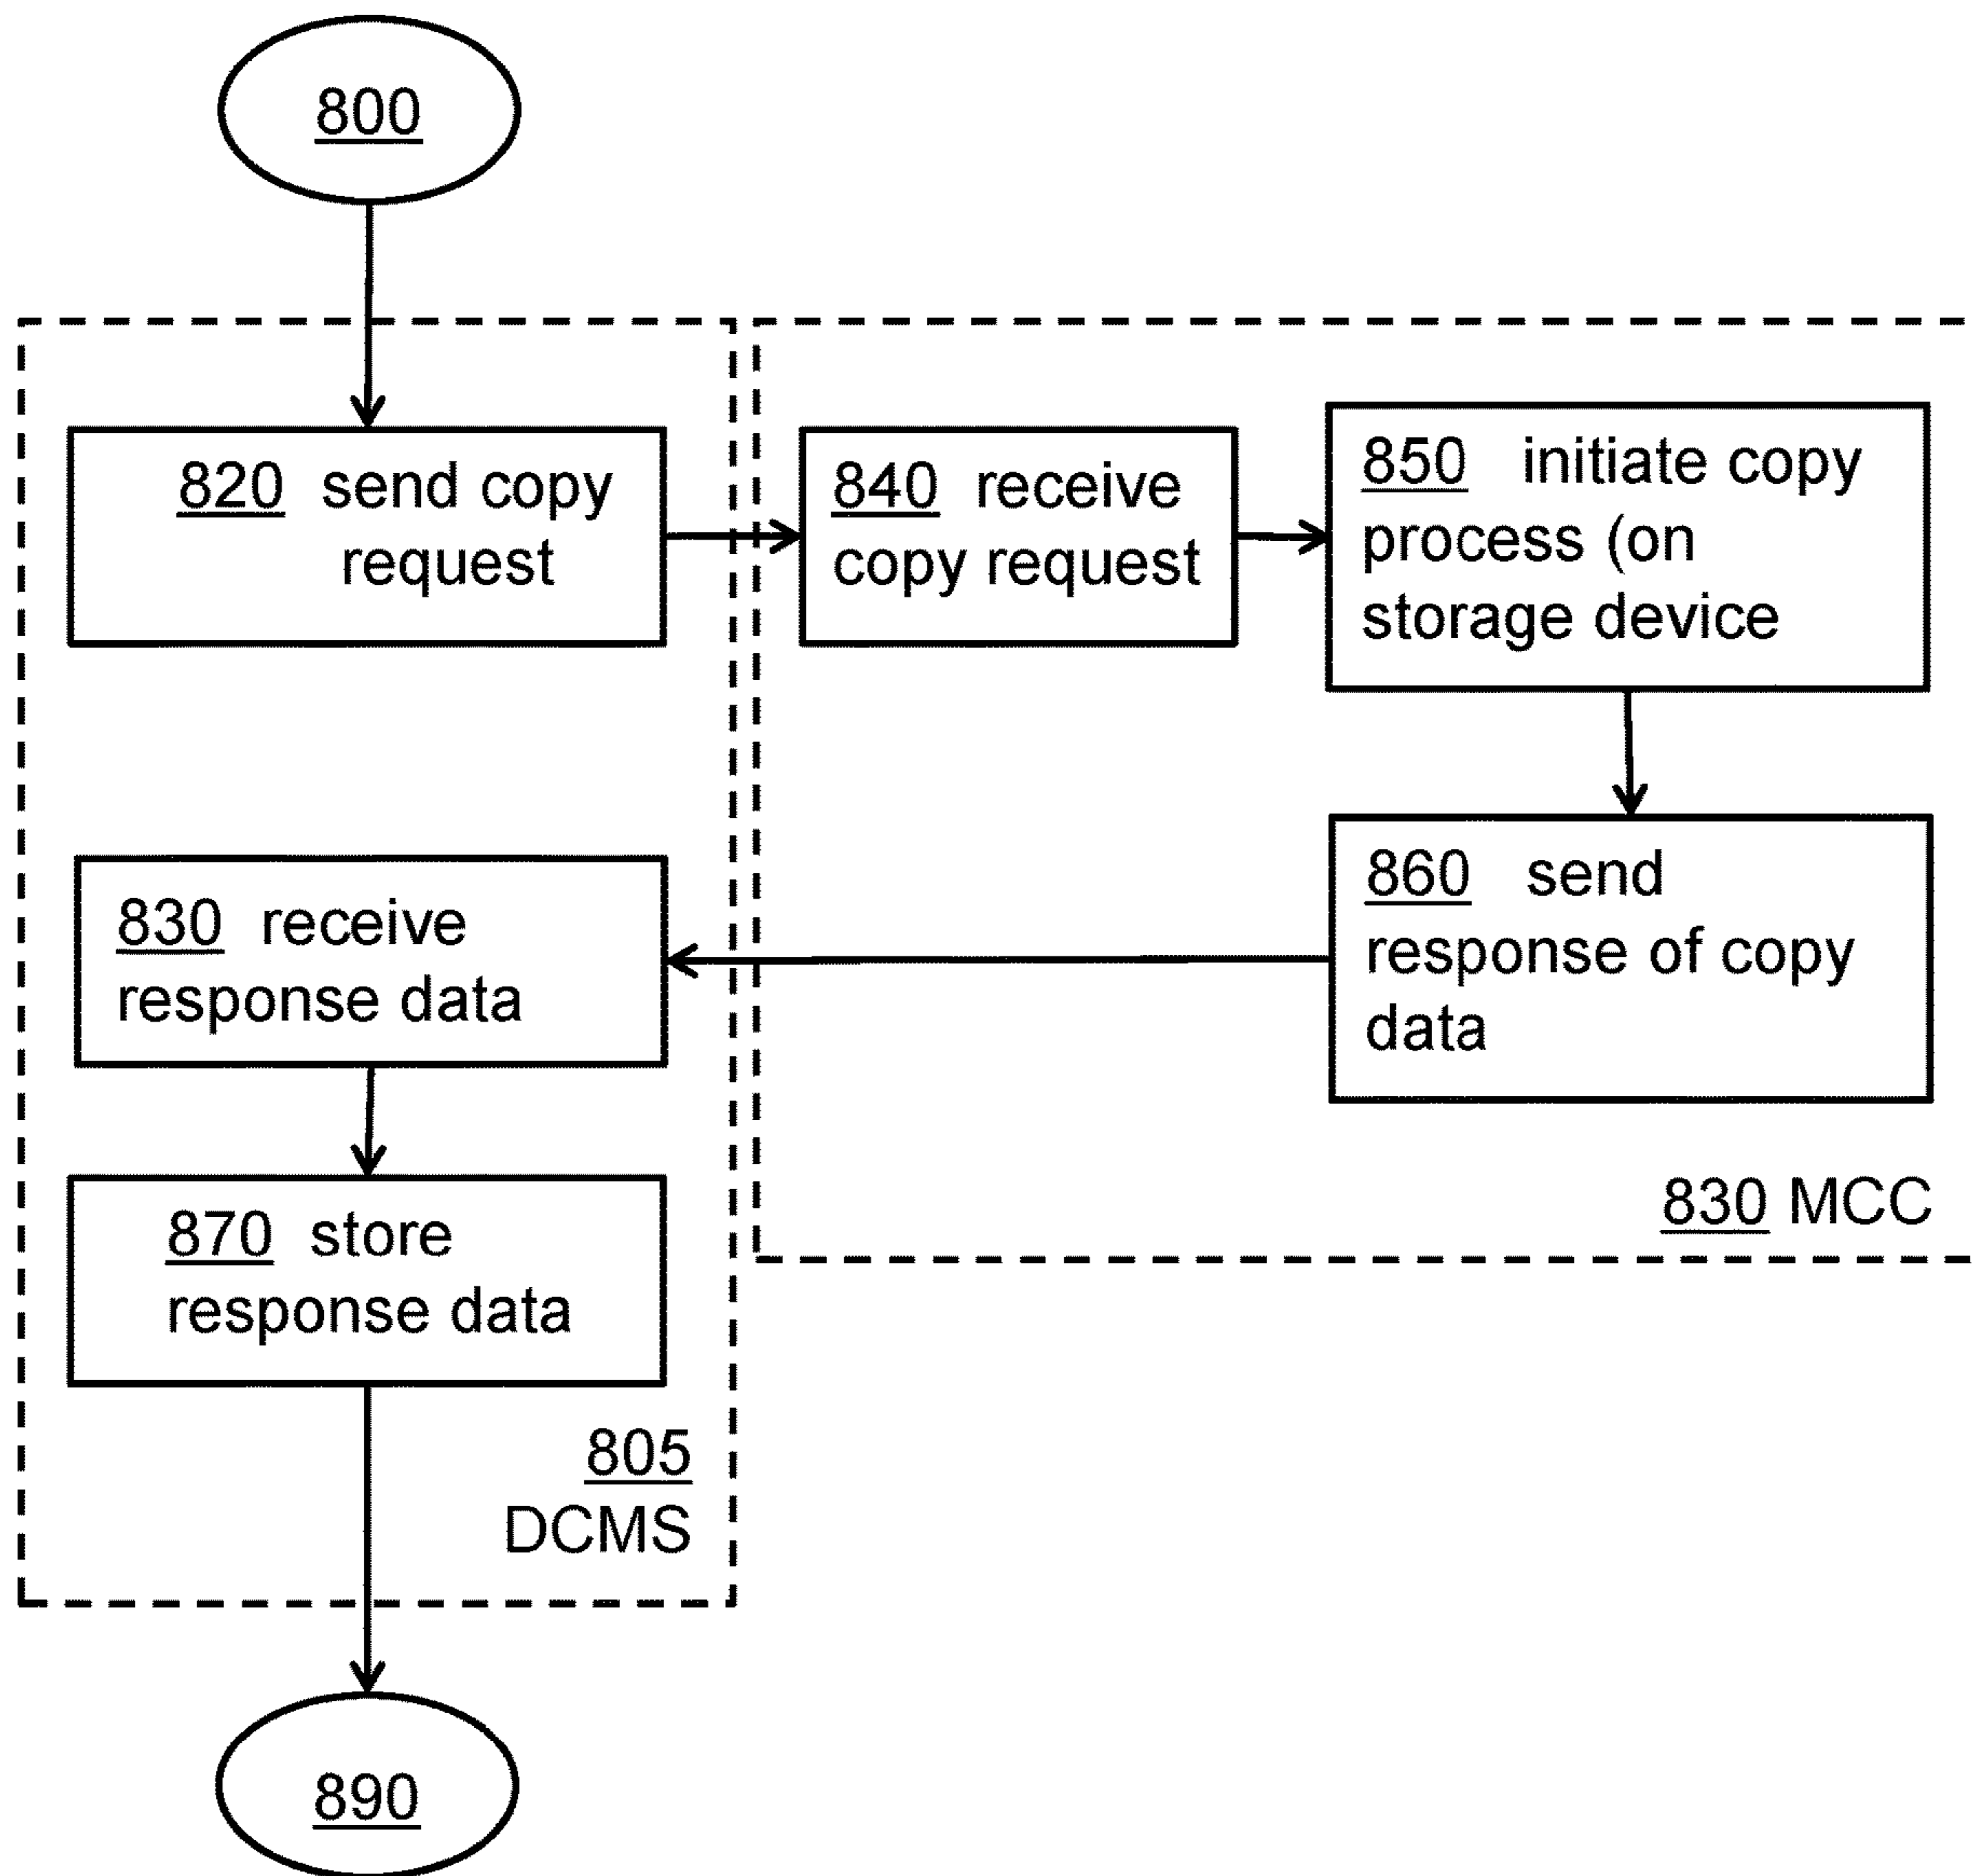 800
820 send copy
request
840 receive
copy request
850 initiate copy
process (on
storage device
860 send
response of copy
data
830 receive
response data
870 store
response data
830 MCC
805
DCMS
890